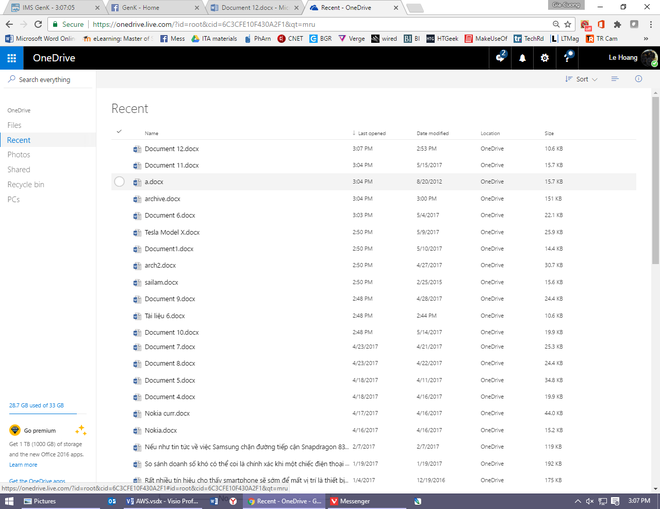 IMS GenK - 3:07:05
GenK - Home
Document 12.docx - Mic
Recent - OneDrive
Secure
https://onedrive.live.com/?id=root&cid=6C3CFE10F430A2F1&qt=mru
Microsoft Word Onlin
eLearning: Master of
Mess
ITA materials
PhArn
CNET
BGR
Verge
wired
BI
HTGeek
MakeUseOf
TechRd
LTMag
TR Cam
OneDrive
2
?
Le Hoang
Search everything
Sort
OneDrive
Files
Recent
Photos
Shared
Recycle bin
PCs
Recent
Name Last opened Date modified Location Size
Document 12.docx 3:07 PM 2:53 PM OneDrive 10.6 KB
Document 11.docx 3:04 PM 5/15/2017 OneDrive 15.7 KB
a.docx 3:04 PM 8/20/2012 OneDrive 15.7 KB
archive.docx 3:04 PM 3:00 PM OneDrive 151 KB
Document 6.docx 3:03 PM 5/4/2017 OneDrive 22.1 KB
Tesla Model X.docx 2:50 PM 5/9/2017 OneDrive 25.9 KB
Document1.docx 2:50 PM 5/10/2017 OneDrive 14.4 KB
arch2.docx 2:50 PM 4/27/2017 OneDrive 30.7 KB
sailam.docx 2:50 PM 2/25/2015 OneDrive 15.6 KB
Document 9.docx 2:48 PM 4/28/2017 OneDrive 24.4 KB
Tài liệu 6.docx 2:48 PM 2:44 PM OneDrive 10.6 KB
Document 10.docx 2:48 PM 5/14/2017 OneDrive 19.9 KB
Document 7.docx 4/23/2017 4/21/2017 OneDrive 25.3 KB
Document 8.docx 4/23/2017 4/22/2017 OneDrive 24.4 KB
Document 5.docx 4/18/2017 4/11/2017 OneDrive 34.8 KB
Document 4.docx 4/18/2017 4/16/2017 OneDrive 19.9 KB
Nokia curr.docx 4/17/2017 4/16/2017 OneDrive 44.0 KB
Nokia.docx 4/16/2017 4/16/2017 OneDrive 15.2 KB
Nếu như tin tức về việc Samsung chặn đường tiếp cận Snapdragon 83... 2/7/2017 2/7/2017 OneDrive 119 KB
So sánh doanh số khó có thể coi là chính xác khi một chiếc điện thoại ... 1/19/2017 1/19/2017 OneDrive 192 KB
Rất nhiều tín hiệu cho thấy smartphone sẽ sớm để mất vị trí là thiết bị... 1/4/2017 12/19/2016 OneDrive 175 KB
28.7 GB used of 33 GB
Go premium
Get 1 TB (1000 GB) of storage
and the new Office 2016 apps.
Learn more
Get the OneDrive apps
https://onedrive.live.com/?id=root&cid=6C3CFE10F430A2F1#id=root&cid=6C3CFE10F430A2F1&qt=mru
Pictures
AWS.vsdx - Visio Prof...
Recent - OneDrive - G...
Messenger
3:07 PM